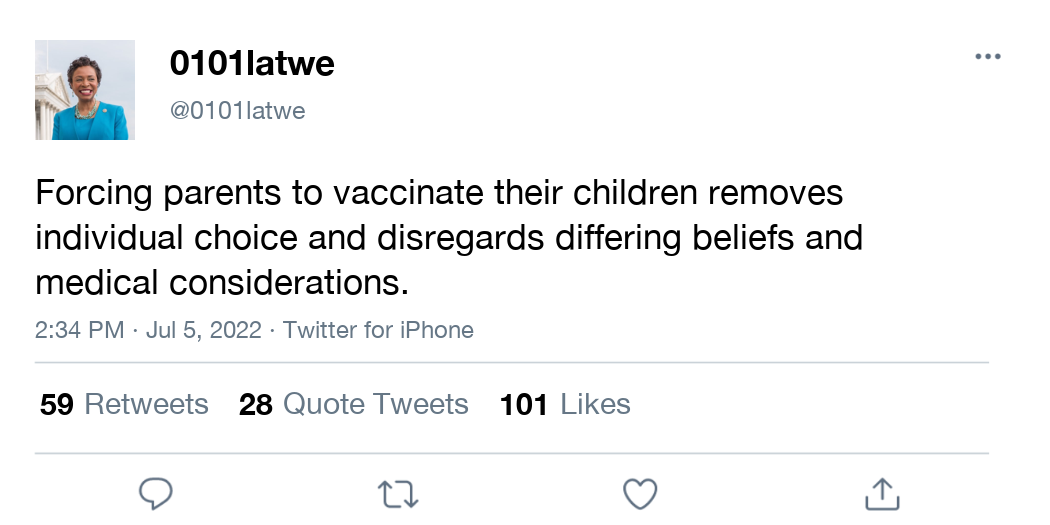 0101latwe
@0101latwe
Forcing parents to vaccinate their children removes
individual choice and disregards differing beliefs and
medical considerations.
2:34 PM · Jul 5, 2022 · Twitter for iPhone
59 Retweets 28 Quote Tweets 101 Likes